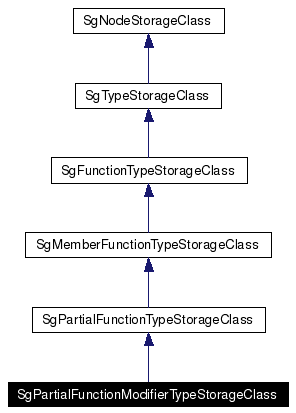 SgNodeStorageClass
SgTypeStorageClass
SgFunctionTypeStorageClass
SgMemberFunctionTypeStorageClass
SgPartialFunctionTypeStorageClass
SgPartialFunctionModifierTypeStorageClass